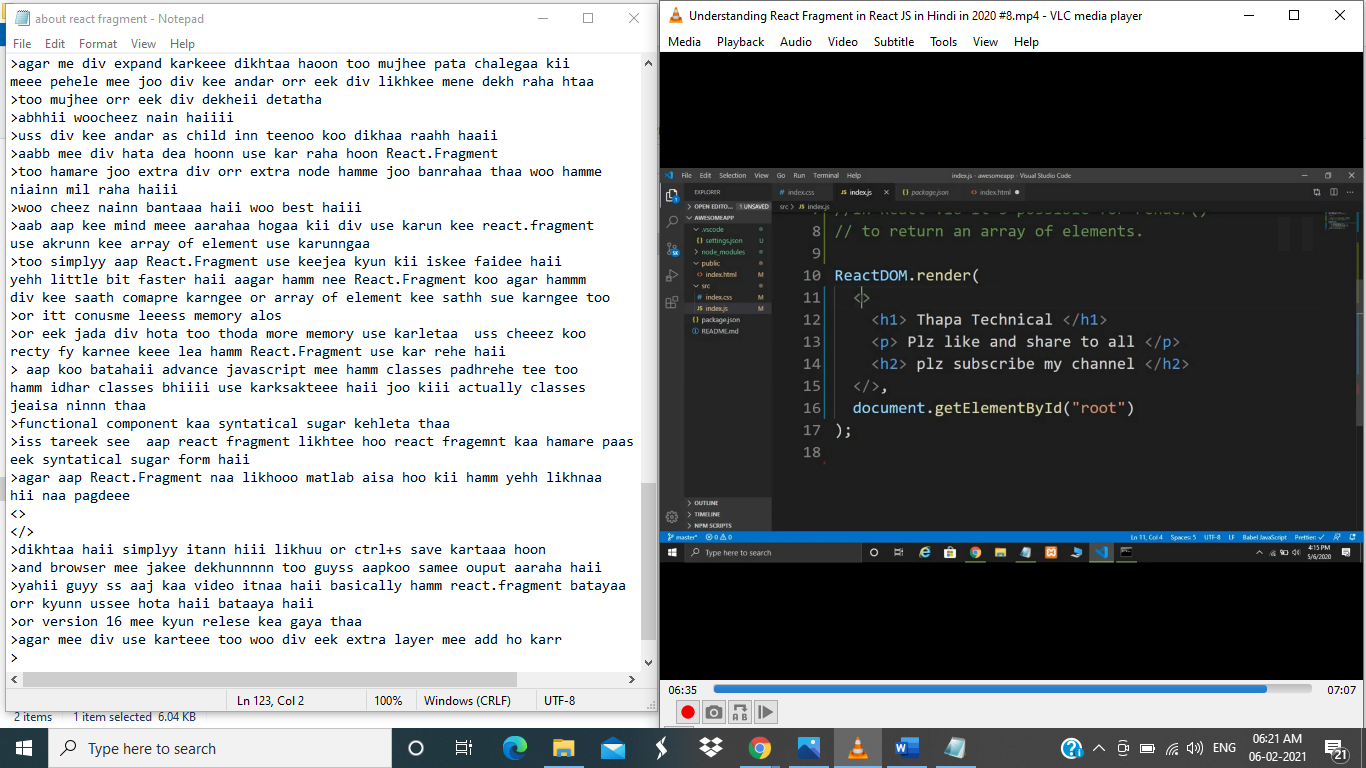 about react fragment - Notepad
File Edit Format View Help
>agar me div expand karkeee dikhtaa haoon too mujhee pata chalegaa kii
meee pehele mee joo div kee andar orr eek div likhkee mene dekh raha htaa
>too mujhee orr eek div dekheii detatha
>abhhii woocheez nain haiiii
>uss div kee andar as child inn teenoo koo dikhaa raahh haaii
>aabb mee div hata dea hoonn use kar raha hoon React.Fragment
>too hamare joo extra div orr extra node hamme joo banrahaa thaa woo hamme
niainn mil raha haiii
>woo cheez nainn bantaaa haii woo best haiii
>aab aap kee mind meee aarahaa hogaa kii div use karun kee react.fragment
use akrunn kee array of element use karunngaa
>too simplyy aap React.Fragment use keejea kyun kii iskee faidee haii
yehh little bit faster haii aagar hamm nee React.Fragment koo agar hammm
div kee saath comapre karngee or array of element kee sathh sue karngee too
>or itt conusme leeess memory alos
>or eek jada div hota too thoda more memory use karletaa  uss cheeez koo
recty fy karnee keee lea hamm React.Fragment use kar rehe haii
> aap koo batahaii advance javascript mee hamm classes padhrehe tee too
hamm idhar classes bhiiii use karksakteee haii joo kiii actually classes
jeaisa ninnn thaa
>functional component kaa syntatical sugar kehleta thaa
>iss tareek see  aap react fragment likhtee hoo react fragemnt kaa hamare paas
eek syntatical sugar form haii
>agar aap React.Fragment naa likhooo matlab aisa hoo kii hamm yehh likhnaa
hii naa pagdeee
<>
</>
>dikhtaa haii simplyy itann hiii likhuu or ctrl+s save kartaaa hoon
>and browser mee jakee dekhunnnnn too guyss aapkoo samee ouput aaraha haii
>yahii guyy ss aaj kaa video itnaa haii basically hamm react.fragment batayaa
orr kyunn ussee hota haii bataaya haii
>or version 16 mee kyun relese kea gaya thaa
>agar mee div use karteee too woo div eek extra layer mee add ho karr
>
Ln 123, Col 2 100% Windows (CRLF) UTF-8
2 items 1 item selected 6.04 KB
Understanding React Fragment in React JS in Hindi in 2020 #8.mp4 - VLC media player
Media Playback Audio Video Subtitle Tools View Help
File Edit Selection View Go Run Terminal Help index.js - awesomeapp - Visual Studio Code
EXPLORER
OPEN EDITO... 1 UNSAVED
AWESOMEAPP
.vscode
settings.json U
node_modules
public
index.html M
src
index.css M
index.js M
package.json
README.md
OUTLINE
TIMELINE
NPM SCRIPTS
index.css index.js package.json index.html
src > index.js
8 // to return an array of elements.
9
10 ReactDOM.render(
11 <>
12 <h1> Thapa Technical </h1>
13 <p> Plz like and share to all </p>
14 <h2> plz subscribe my channel </h2>
15 </>,
16 document.getElementById("root")
17 );
18
master* 0 0 Ln 11, Col 4 Spaces: 5 UTF-8 LF Babel JavaScript Prettier: ✓
Type here to search 4:15 PM
5/6/2020
06:35 07:07
Type here to search ENG 06:21 AM
06-02-2021 21